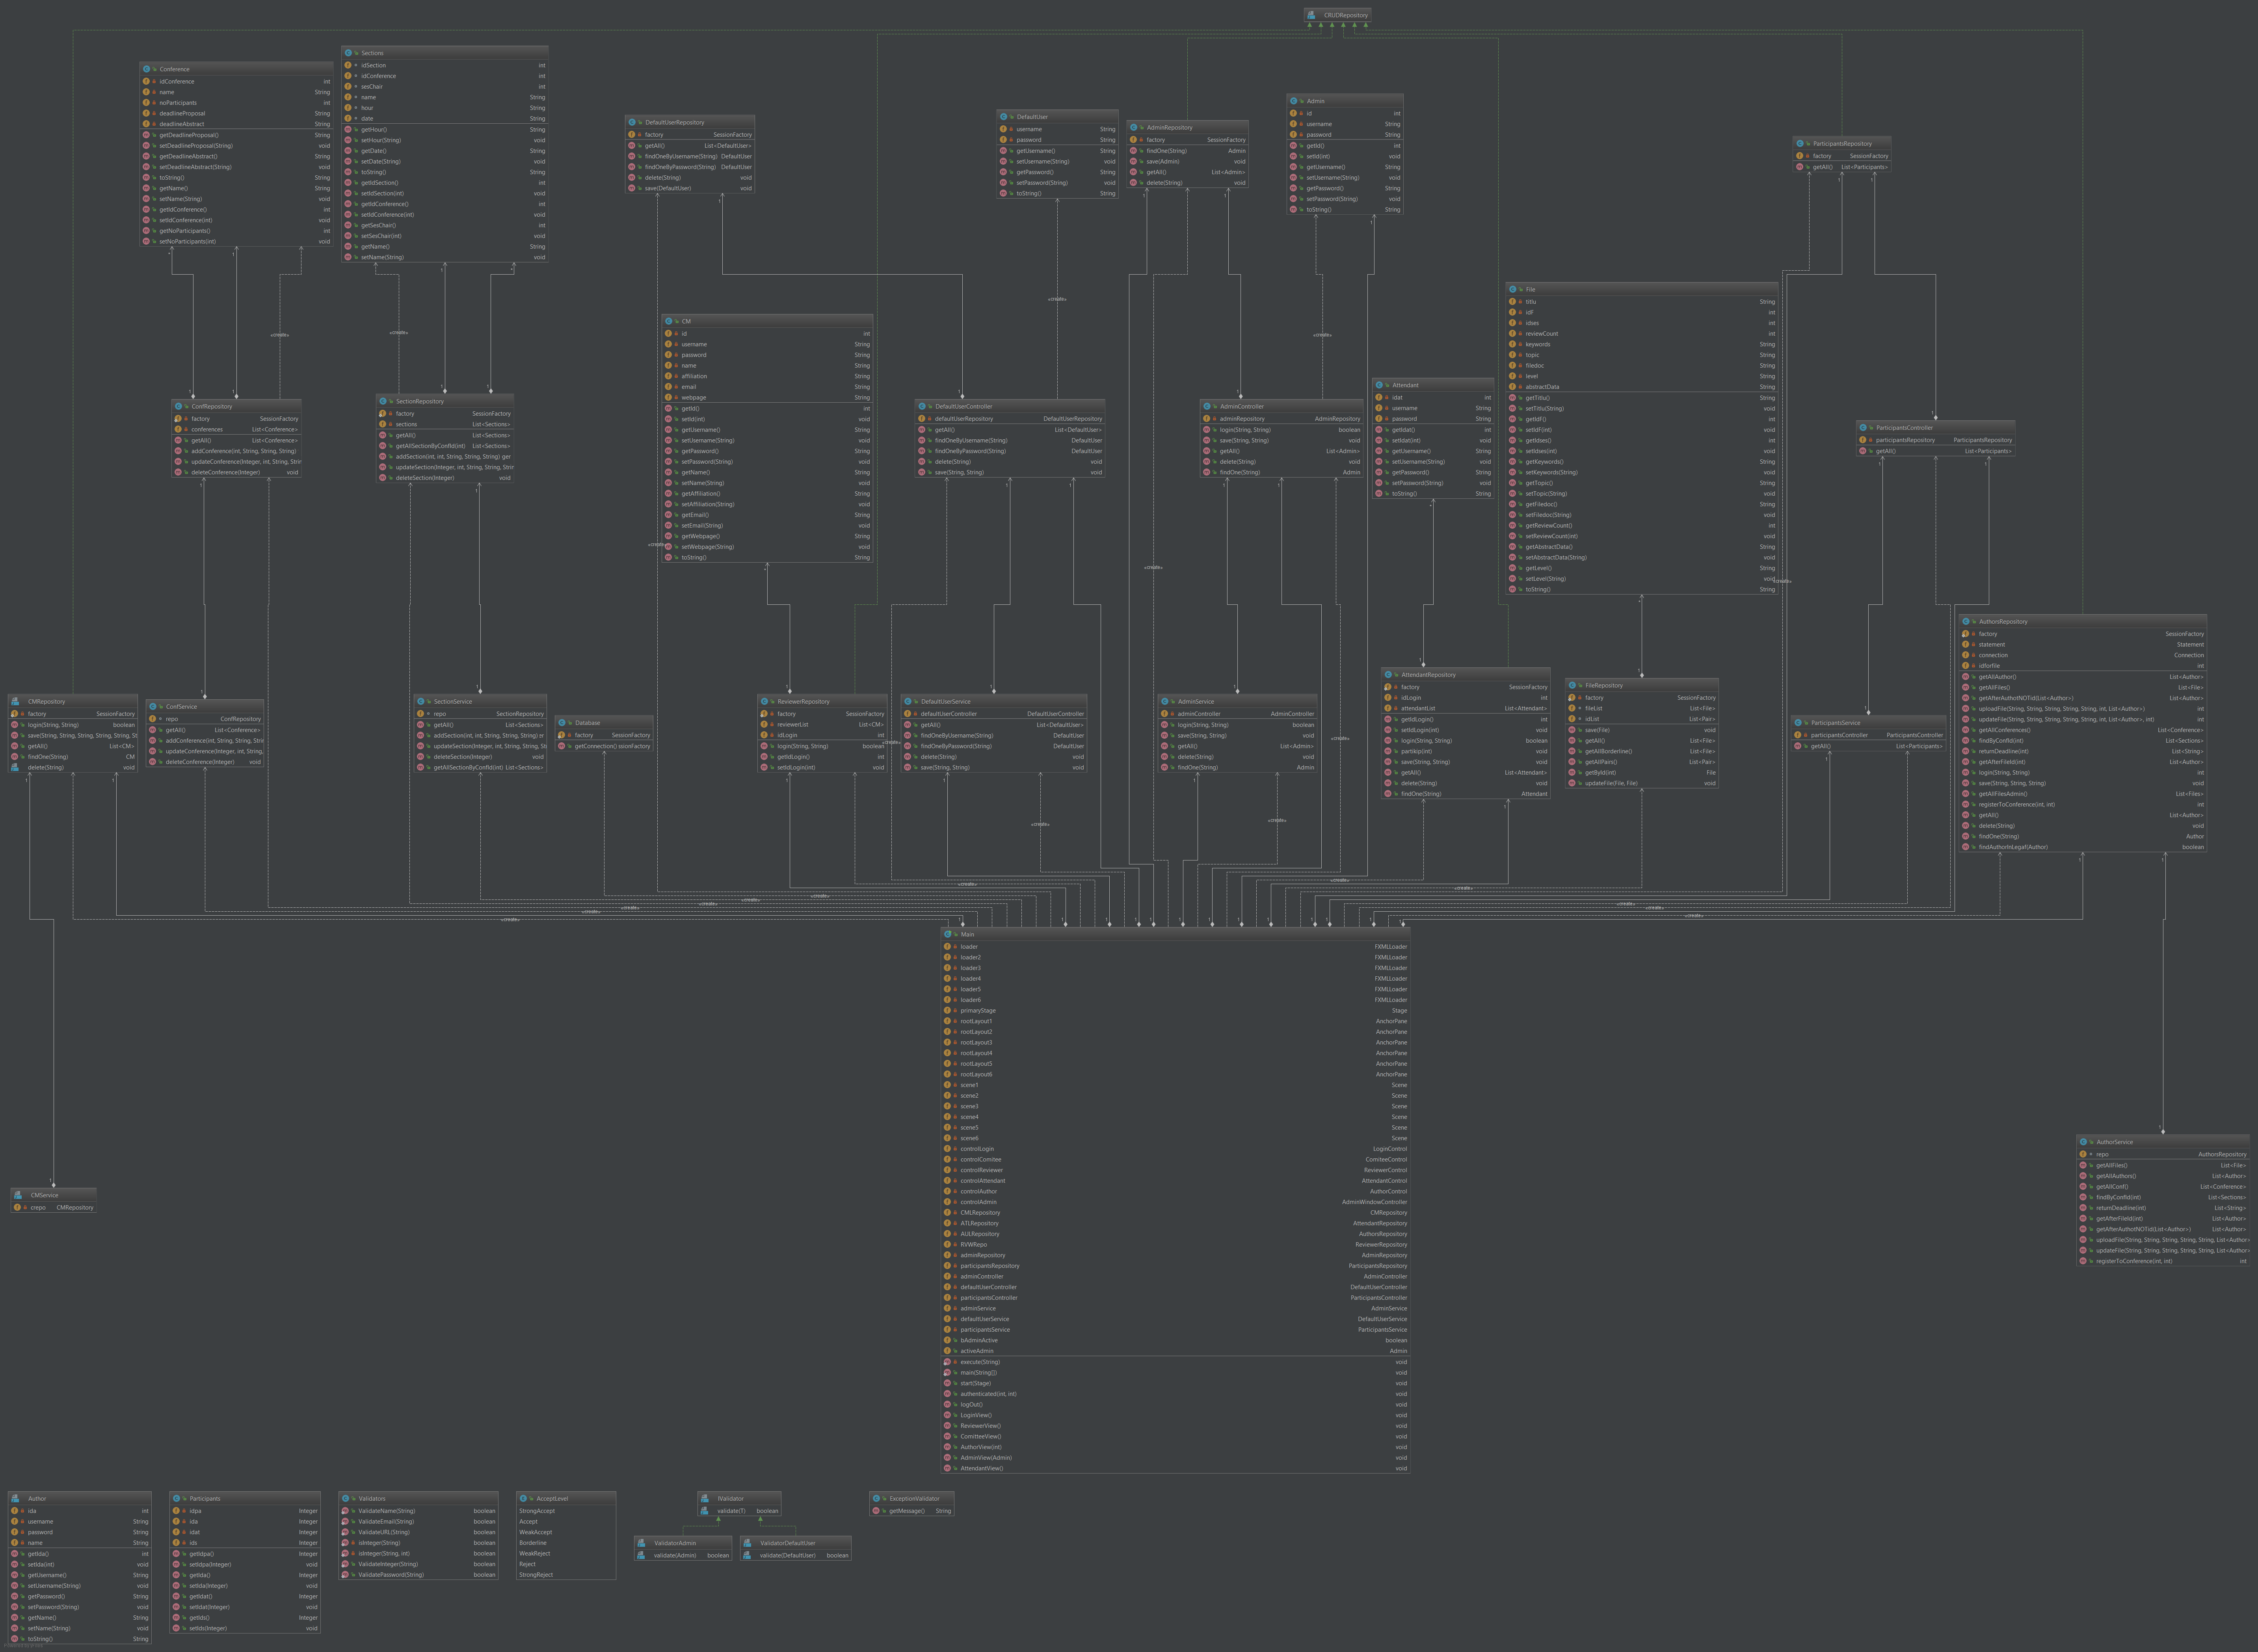 CRUDRepository
Conference
idConference int
name String
noParticipants int
deadlineProposal String
deadlineAbstract String
getDeadlineProposal() String
setDeadlineProposal(String) void
getDeadlineAbstract() String
setDeadlineAbstract(String) void
toString() String
getName() String
setName(String) void
getIdConference() int
setIdConference(int) void
getNoParticipants() int
setNoParticipants(int) void
Sections
idSection int
idConference int
sesChair int
name String
hour String
date String
getHour() String
setHour(String) void
getDate() String
setDate(String) void
toString() String
getIdSection() int
setIdSection(int) void
getIdConference() int
setIdConference(int) void
getSesChair() int
setSesChair(int) void
getName() String
setName(String) void
DefaultUserRepository
factory SessionFactory
getAll() List<DefaultUser>
findOneByUsername(String) DefaultUser
findOneByPassword(String) DefaultUser
delete(String) void
save(DefaultUser) void
DefaultUser
username String
password String
getUsername() String
setUsername(String) void
getPassword() String
setPassword(String) void
toString() String
AdminRepository
factory SessionFactory
findOne(String) Admin
save(Admin) void
getAll() List<Admin>
delete(String) void
Admin
id int
username String
password String
getId() int
setId(int) void
getUsername() String
setUsername(String) void
getPassword() String
setPassword(String) void
toString() String
ParticipantsRepository
factory SessionFactory
getAll() List<Participants>
CM
id int
username String
password String
name String
affiliation String
email String
webpage String
getId() int
setId(int) void
getUsername() String
setUsername(String) void
getPassword() String
setPassword(String) void
getName() String
setName(String) void
getAffiliation() String
setAffiliation(String) void
getEmail() String
setEmail(String) void
getWebpage() String
setWebpage(String) void
toString() String
File
titlu String
idF int
idses int
reviewCount int
keywords String
topic String
filedoc String
level String
abstractData String
getTitlu() String
setTitlu(String) void
getIdF() int
setIdF(int) void
getIdses() int
setIdses(int) void
getKeywords() String
setKeywords(String) void
getTopic() String
setTopic(String) void
getFiledoc() String
setFiledoc(String) void
getReviewCount() int
setReviewCount(int) void
getAbstractData() String
setAbstractData(String) void
getLevel() String
setLevel(String) void
toString() String
ConfRepository
factory SessionFactory
conferences List<Conference>
getAll() List<Conference>
addConference(int, String, String, String)
updateConference(Integer, int, String, Strin
deleteConference(Integer) void
SectionRepository
factory SessionFactory
sections List<Sections>
getAll() List<Sections>
getAllSectionByConfId(int) List<Sections>
addSection(int, int, String, String, String) ger
updateSection(Integer, int, String, String, Strin
deleteSection(Integer) void
DefaultUserController
defaultUserRepository DefaultUserRepository
getAll() List<DefaultUser>
findOneByUsername(String) DefaultUser
findOneByPassword(String) DefaultUser
delete(String) void
save(String, String) void
AdminController
adminRepository AdminRepository
login(String, String) boolean
save(String, String) void
getAll() List<Admin>
delete(String) void
findOne(String) Admin
Attendant
idat int
username String
password String
getIdat() int
setIdat(int) void
getUsername() String
setUsername(String) void
getPassword() String
setPassword(String) void
toString() String
ParticipantsController
participantsRepository ParticipantsRepository
getAll() List<Participants>
CMRepository
factory SessionFactory
login(String, String) boolean
save(String, String, String, String, String, St
getAll() List<CM>
findOne(String) CM
delete(String) void
ConfService
repo ConfRepository
getAll() List<Conference>
addConference(int, String, String, String)
updateConference(Integer, int, String,
deleteConference(Integer) void
SectionService
repo SectionRepository
getAll() List<Sections>
addSection(int, int, String, String, String) er
updateSection(Integer, int, String, String, St
deleteSection(Integer) void
getAllSectionByConfId(int) List<Sections>
Database
factory SessionFactory
getConnection() sionFactory
ReviewerRepository
factory SessionFactory
reviewerList List<CM>
idLogin int
login(String, String) boolean
getIdLogin() int
setIdLogin(int) void
DefaultUserService
defaultUserController DefaultUserController
getAll() List<DefaultUser>
findOneByUsername(String) DefaultUser
findOneByPassword(String) DefaultUser
delete(String) void
save(String, String) void
AdminService
adminController AdminController
login(String, String) boolean
save(String, String) void
getAll() List<Admin>
delete(String) void
findOne(String) Admin
AttendantRepository
factory SessionFactory
idLogin int
attendantList List<Attendant>
getIdLogin() int
setIdLogin(int) void
login(String, String) boolean
partikip(int) void
save(String, String) void
getAll() List<Attendant>
delete(String) void
findOne(String) Attendant
FileRepository
factory SessionFactory
fileList List<File>
idList List<Pair>
save(File) void
getAll() List<File>
getAllBorderline() List<File>
getAllPairs() List<Pair>
getById(int) File
updateFile(File, File) void
ParticipantsService
participantsController ParticipantsController
getAll() List<Participants>
AuthorsRepository
factory SessionFactory
statement Statement
connection Connection
idforfile int
getAllAuthor() List<Author>
getAllFiles() List<File>
getAfterAuthotNOTid(List<Author>) List<Author>
uploadFile(String, String, String, String, String, int, List<Author>) int
updateFile(String, String, String, String, String, int, List<Author>, int)
getAllConferences() List<Conference>
findByConfId(int) List<Sections>
returnDeadline(int) List<String>
getAfterFileId(int) List<Author>
login(String, String) int
save(String, String, String) void
getAllFilesAdmin() List<Files>
registerToConference(int, int) int
getAll() List<Author>
delete(String) void
findOne(String) Author
findAuthorInLegaf(Author) boolean
Main
loader FXMLLoader
loader2 FXMLLoader
loader3 FXMLLoader
loader4 FXMLLoader
loader5 FXMLLoader
loader6 FXMLLoader
primaryStage Stage
rootLayout1 AnchorPane
rootLayout2 AnchorPane
rootLayout3 AnchorPane
rootLayout4 AnchorPane
rootLayout5 AnchorPane
rootLayout6 AnchorPane
scene1 Scene
scene2 Scene
scene3 Scene
scene4 Scene
scene5 Scene
scene6 Scene
controlLogin LoginControl
controlComitee ComiteeControl
controlReviewer ReviewerControl
controlAttendant AttendantControl
controlAuthor AuthorControl
controlAdmin AdminWindowController
CMLRepository CMRepository
ATLRepository AttendantRepository
AULRepository AuthorsRepository
RVWRepo ReviewerRepository
adminRepository AdminRepository
participantsRepository ParticipantsRepository
adminController AdminController
defaultUserController DefaultUserController
participantsController ParticipantsController
adminService AdminService
defaultUserService DefaultUserService
participantsService ParticipantsService
bAdminActive boolean
activeAdmin Admin
execute(String) void
main(String[]) void
start(Stage) void
authenticated(int, int) void
logOut() void
LoginView() void
ReviewerView() void
ComitteeView() void
AuthorView(int) void
AdminView(Admin) void
AttendantView() void
CMService
crepo CMRepository
AuthorService
repo AuthorsRepository
getAllFiles() List<File>
getAllAuthors() List<Author>
getAllConf() List<Conference>
findByConfId(int) List<Sections>
returnDeadline(int) List<String>
getAfterFileId(int) List<Author>
getAfterAuthotNOTid(List<Author>) List<Author>
uploadFile(String, String, String, String, String, List<Author>
updateFile(String, String, String, String, String, List<Author>
registerToConference(int, int) int
Author
ida int
username String
password String
name String
getIda() int
setIda(int) void
getUsername() String
setUsername(String) void
getPassword() String
setPassword(String) void
getName() String
setName(String) void
toString() String
Participants
idpa Integer
ida Integer
idat Integer
ids Integer
getIdpa() Integer
setIdpa(Integer) void
getIda() Integer
setIda(Integer) void
getIdat() Integer
setIdat(Integer) void
getIds() Integer
setIds(Integer) void
Validators
ValidateName(String) boolean
ValidateEmail(String) boolean
ValidateURL(String) boolean
isInteger(String) boolean
isInteger(String, int) boolean
ValidateInteger(String) boolean
ValidatePassword(String) boolean
AcceptLevel
StrongAccept
Accept
WeakAccept
Borderline
WeakReject
Reject
StrongReject
IValidator
validate(T) boolean
ValidatorAdmin
validate(Admin) boolean
ValidatorDefaultUser
validate(DefaultUser) boolean
ExceptionValidator
getMessage() String